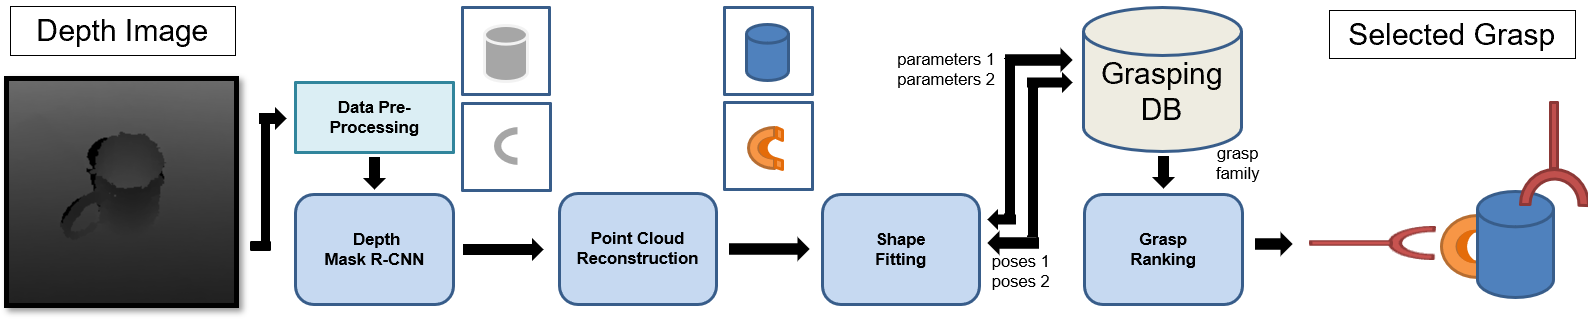 Depth Image
Data Pre-
Processing
Depth
Mask R-CNN
Point Cloud
Reconstruction
Shape
Fitting
parameters 1
parameters 2
poses 1
poses 2
Grasping
DB
grasp
family
Grasp
Ranking
Selected Grasp